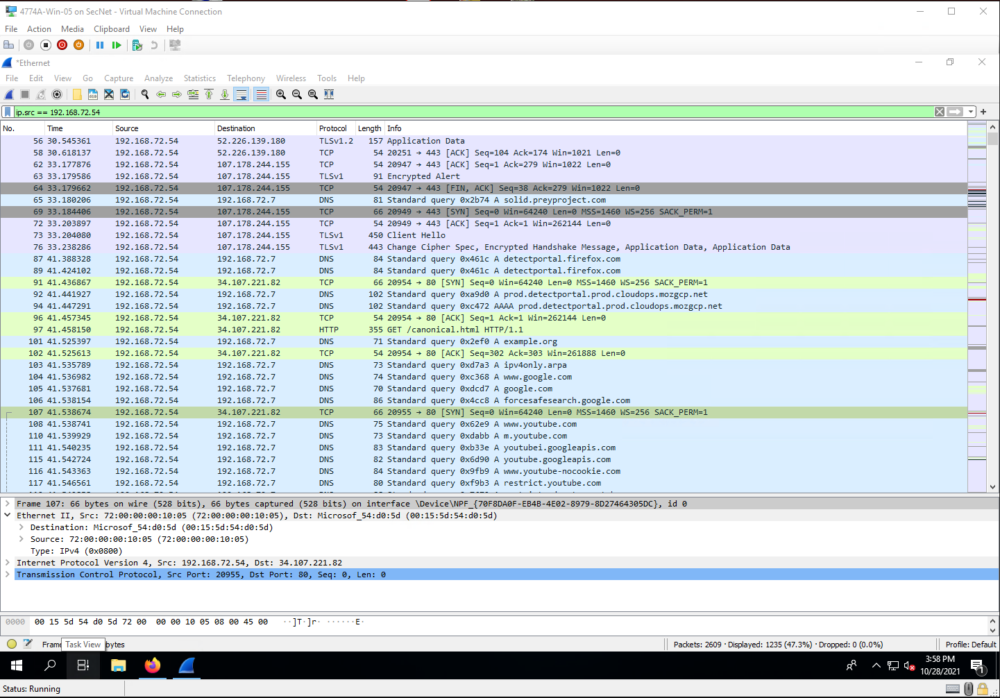 4774A-Win-05 on SecNet - Virtual Machine Connection
File Action Media Clipboard View Help
*Ethernet
File Edit View Go Capture Analyze Statistics Telephony Wireless Tools Help
ip.src == 192.168.72.54
No. Time Source Destination Protocol Length Info
56 30.545361 192.168.72.54 52.226.139.180 TLSv1.2 157 Application Data
58 30.618137 192.168.72.54 52.226.139.180 TCP 54 20251 → 443 [ACK] Seq=104 Ack=174 Win=1021 Len=0
62 33.177876 192.168.72.54 107.178.244.155 TCP 54 20947 → 443 [ACK] Seq=1 Ack=279 Win=1022 Len=0
63 33.179586 192.168.72.54 107.178.244.155 TLSv1 91 Encrypted Alert
64 33.179662 192.168.72.54 107.178.244.155 TCP 54 20947 → 443 [FIN, ACK] Seq=38 Ack=279 Win=1022 Len=0
65 33.180206 192.168.72.54 192.168.72.7 DNS 81 Standard query 0x2b74 A solid.preyproject.com
69 33.184406 192.168.72.54 107.178.244.155 TCP 66 20949 → 443 [SYN] Seq=0 Win=64240 Len=0 MSS=1460 WS=256 SACK_PERM=1
72 33.203897 192.168.72.54 107.178.244.155 TCP 54 20949 → 443 [ACK] Seq=1 Ack=1 Win=262144 Len=0
73 33.204080 192.168.72.54 107.178.244.155 TLSv1 450 Client Hello
76 33.238286 192.168.72.54 107.178.244.155 TLSv1 443 Change Cipher Spec, Encrypted Handshake Message, Application Data, Application Data
87 41.388328 192.168.72.54 192.168.72.7 DNS 84 Standard query 0x461c A detectportal.firefox.com
89 41.424102 192.168.72.54 192.168.72.7 DNS 84 Standard query 0x461c A detectportal.firefox.com
91 41.436867 192.168.72.54 34.107.221.82 TCP 66 20954 → 80 [SYN] Seq=0 Win=64240 Len=0 MSS=1460 WS=256 SACK_PERM=1
92 41.441927 192.168.72.54 192.168.72.7 DNS 102 Standard query 0xa9d0 A prod.detectportal.prod.cloudops.mozgcp.net
94 41.447291 192.168.72.54 192.168.72.7 DNS 102 Standard query 0xc472 AAAA prod.detectportal.prod.cloudops.mozgcp.net
96 41.457345 192.168.72.54 34.107.221.82 TCP 54 20954 → 80 [ACK] Seq=1 Ack=1 Win=262144 Len=0
97 41.458150 192.168.72.54 34.107.221.82 HTTP 355 GET /canonical.html HTTP/1.1
101 41.525397 192.168.72.54 192.168.72.7 DNS 71 Standard query 0x2ef0 A example.org
102 41.525613 192.168.72.54 34.107.221.82 TCP 54 20954 → 80 [ACK] Seq=302 Ack=303 Win=261888 Len=0
103 41.535789 192.168.72.54 192.168.72.7 DNS 73 Standard query 0xd7a3 A ipv4only.arpa
104 41.536982 192.168.72.54 192.168.72.7 DNS 74 Standard query 0xc368 A www.google.com
105 41.537681 192.168.72.54 192.168.72.7 DNS 70 Standard query 0xdcd7 A google.com
106 41.538154 192.168.72.54 192.168.72.7 DNS 86 Standard query 0x4cc8 A forcesafesearch.google.com
107 41.538674 192.168.72.54 34.107.221.82 TCP 66 20955 → 80 [SYN] Seq=0 Win=64240 Len=0 MSS=1460 WS=256 SACK_PERM=1
108 41.538741 192.168.72.54 192.168.72.7 DNS 75 Standard query 0x62e9 A www.youtube.com
110 41.539929 192.168.72.54 192.168.72.7 DNS 73 Standard query 0xdabb A m.youtube.com
111 41.540235 192.168.72.54 192.168.72.7 DNS 83 Standard query 0xb33e A youtubei.googleapis.com
115 41.542724 192.168.72.54 192.168.72.7 DNS 82 Standard query 0x6d90 A youtube.googleapis.com
116 41.543363 192.168.72.54 192.168.72.7 DNS 84 Standard query 0x9fb9 A www.youtube-nocookie.com
117 41.546561 192.168.72.54 192.168.72.7 DNS 80 Standard query 0xf9b3 A restrict.youtube.com
Frame 107: 66 bytes on wire (528 bits), 66 bytes captured (528 bits) on interface \Device\NPF_{70F8DA0F-EB4B-4E02-8979-8D27464305DC}, id 0
Ethernet II, Src: 72:00:00:00:10:05 (72:00:00:00:10:05), Dst: Microsof_54:d0:5d (00:15:5d:54:d0:5d)
Destination: Microsof_54:d0:5d (00:15:5d:54:d0:5d)
Source: 72:00:00:00:10:05 (72:00:00:00:10:05)
Type: IPv4 (0x0800)
Internet Protocol Version 4, Src: 192.168.72.54, Dst: 34.107.221.82
Transmission Control Protocol, Src Port: 20955, Dst Port: 80, Seq: 0, Len: 0
0000 00 15 5d 54 d0 5d 72 00 00 00 10 05 08 00 45 00 ··]T·]r· ······E·
Frame Task View bytes Packets: 2609 · Displayed: 1235 (47.3%) · Dropped: 0 (0.0%) Profile: Default
3:58 PM
10/28/2021
1
Status: Running